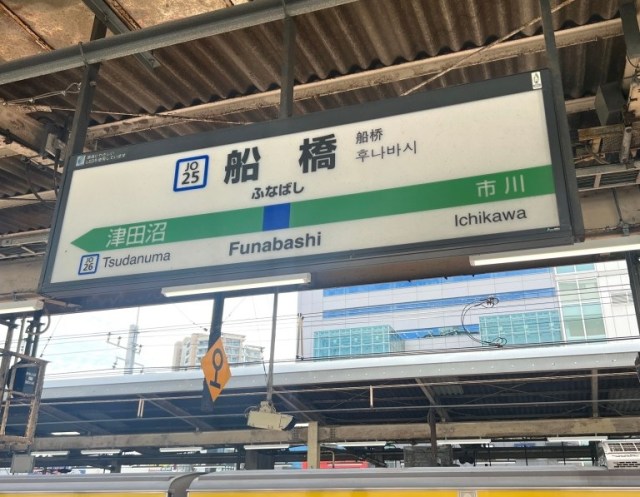 JO
25
船橋
船桥
후나바시
ふなばし
津田沼
市川
JO
26
Tsudanuma
Funabashi
Ichikawa